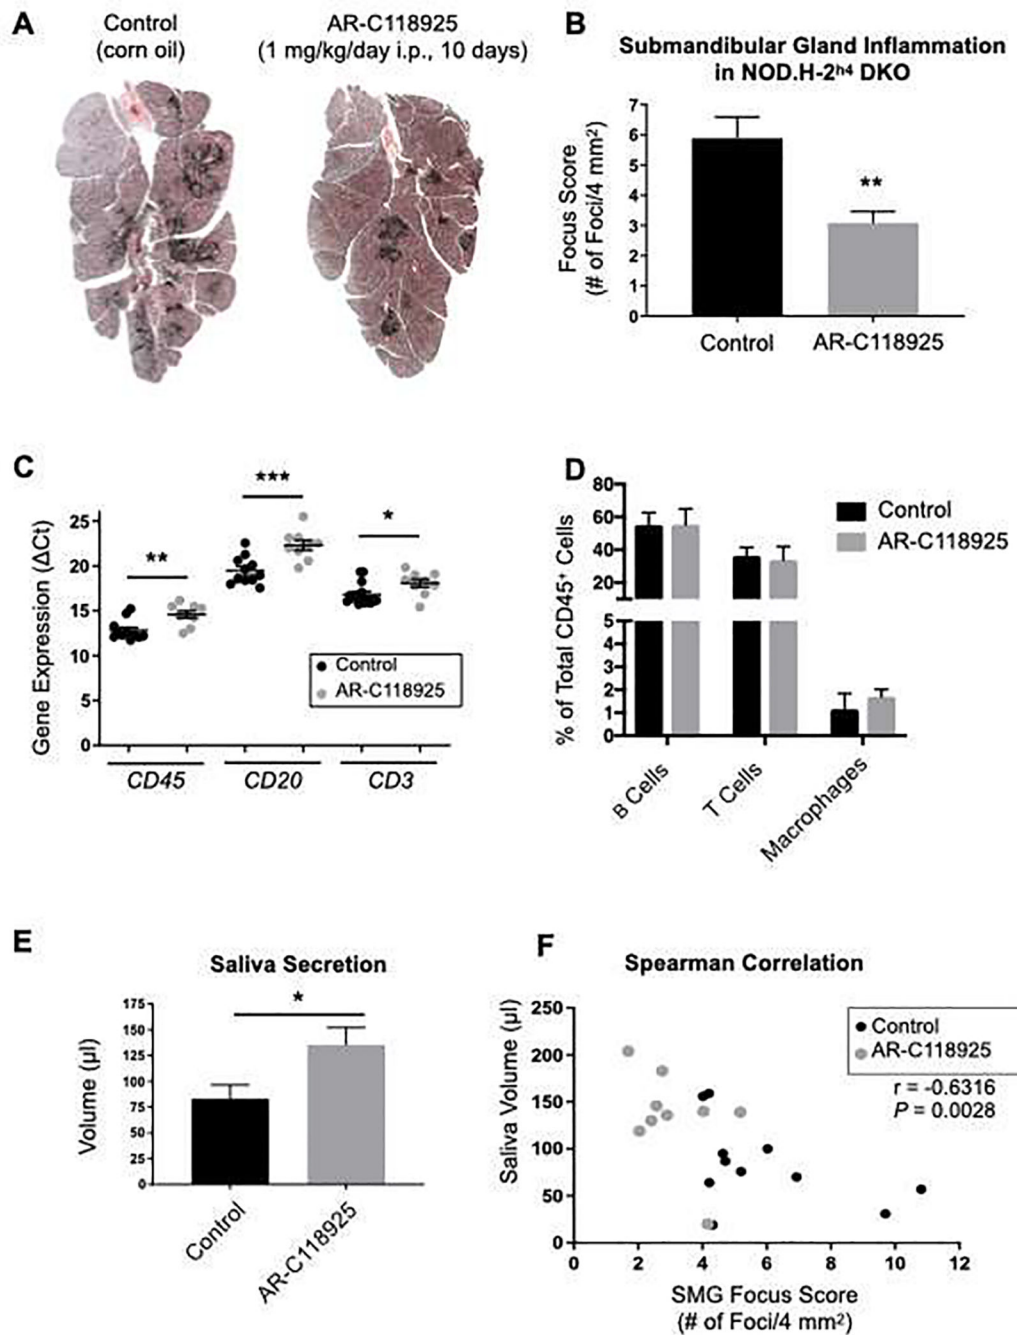 A
Control
(corn oil)
AR-C118925
(1 mg/kg/day i.p., 10 days)
B
Submandibular Gland Inflammation
in NOD.H-2ʰ⁴ DKO
Focus Score
(# of Foci/4 mm²)
7
6
5
4
3
2
1
0
**
Control
AR-C118925
C
Gene Expression (ΔΔCt)
25
20
15
10
5
0
**
***
*
Control
AR-C118925
CD45
CD20
CD3
D
% of Total CD45⁺ Cells
80
60
40
20
5
4
3
2
1
0
Control
AR-C118925
B Cells
T Cells
Macrophages
E
Saliva Secretion
Volume (µl)
175
150
125
100
75
50
25
0
*
Control
AR-C118925
F
Spearman Correlation
Saliva Volume (µl)
250
200
150
100
50
0
Control
AR-C118925
r = -0.6316
P = 0.0028
0
2
4
6
8
10
12
SMG Focus Score
(# of Foci/4 mm²)